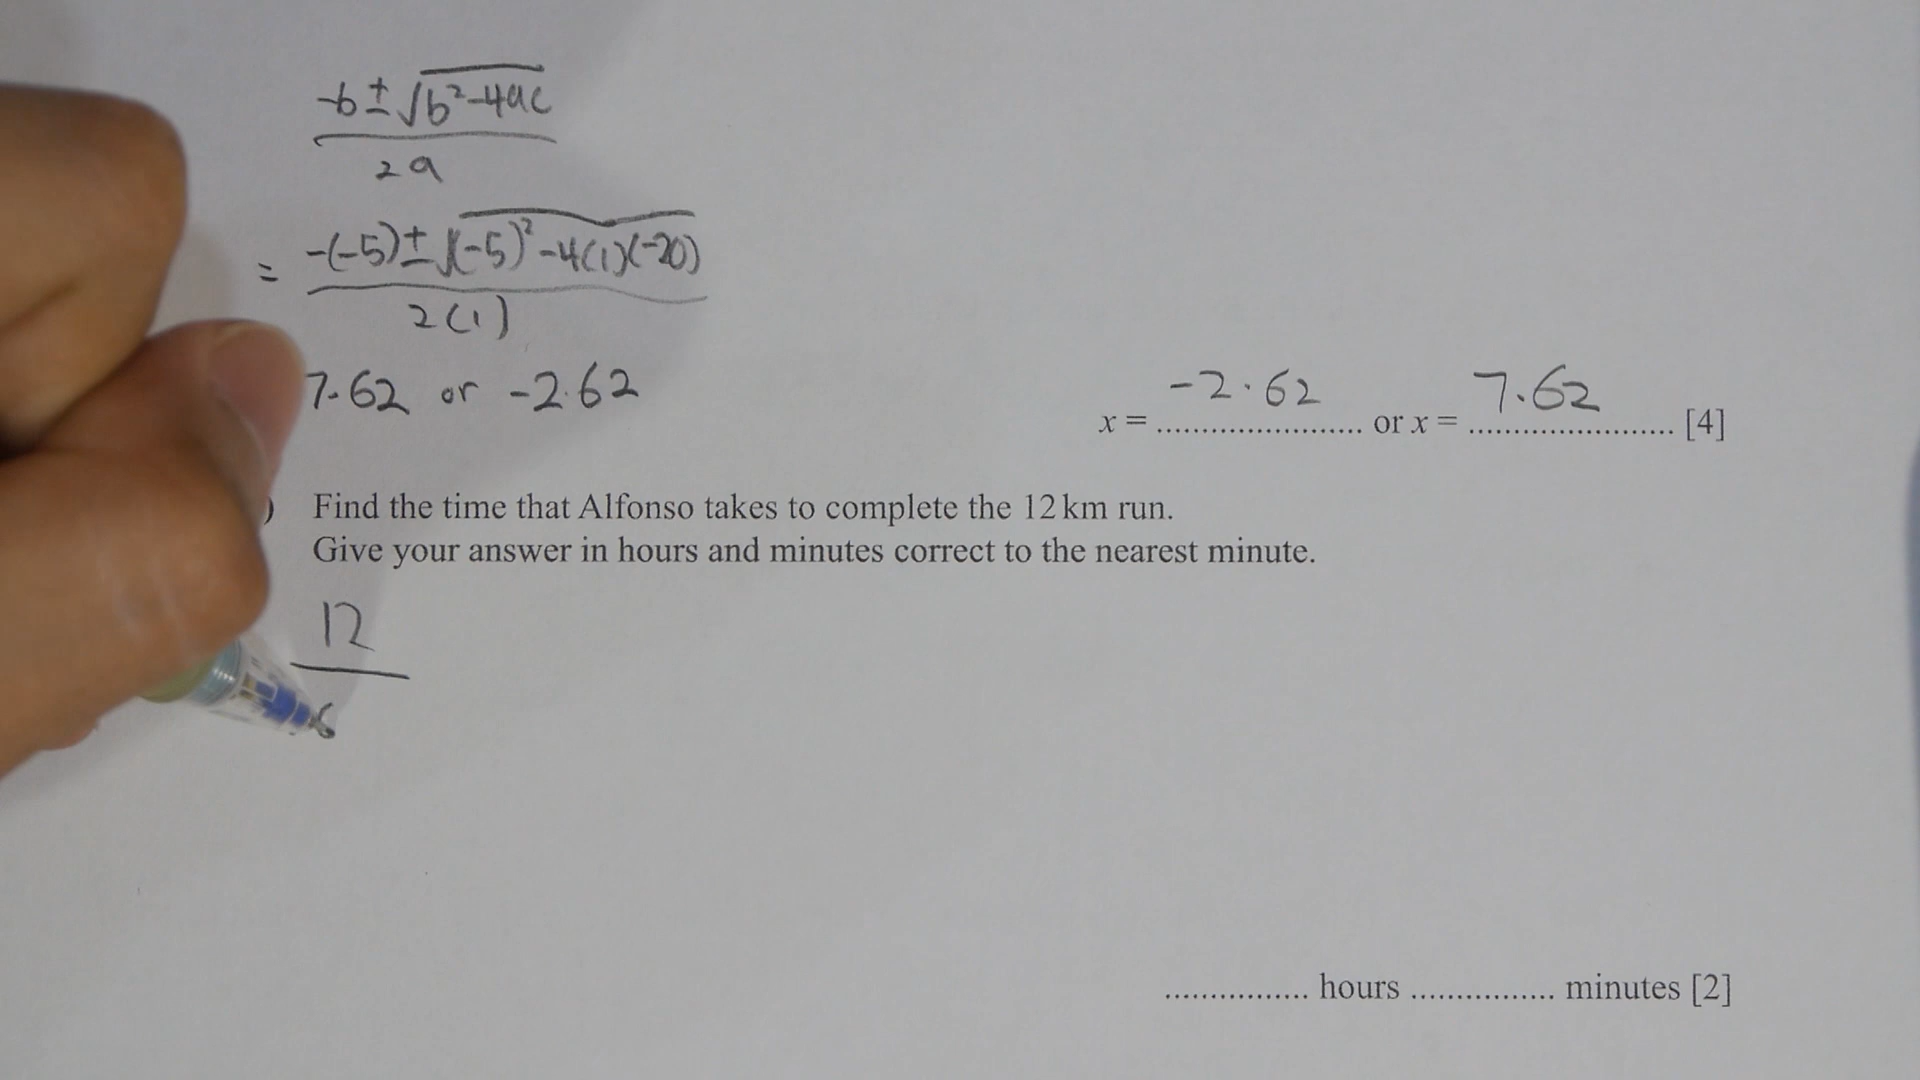 -b ± √b²-4ac
2a
= -(-5) ± √(-5)²-4(1)(-20)
2(1)
7.62 or -2.62
x = -2.62 or x = 7.62 [4]
) Find the time that Alfonso takes to complete the 12 km run.
Give your answer in hours and minutes correct to the nearest minute.
12
6
................ hours ................ minutes [2]